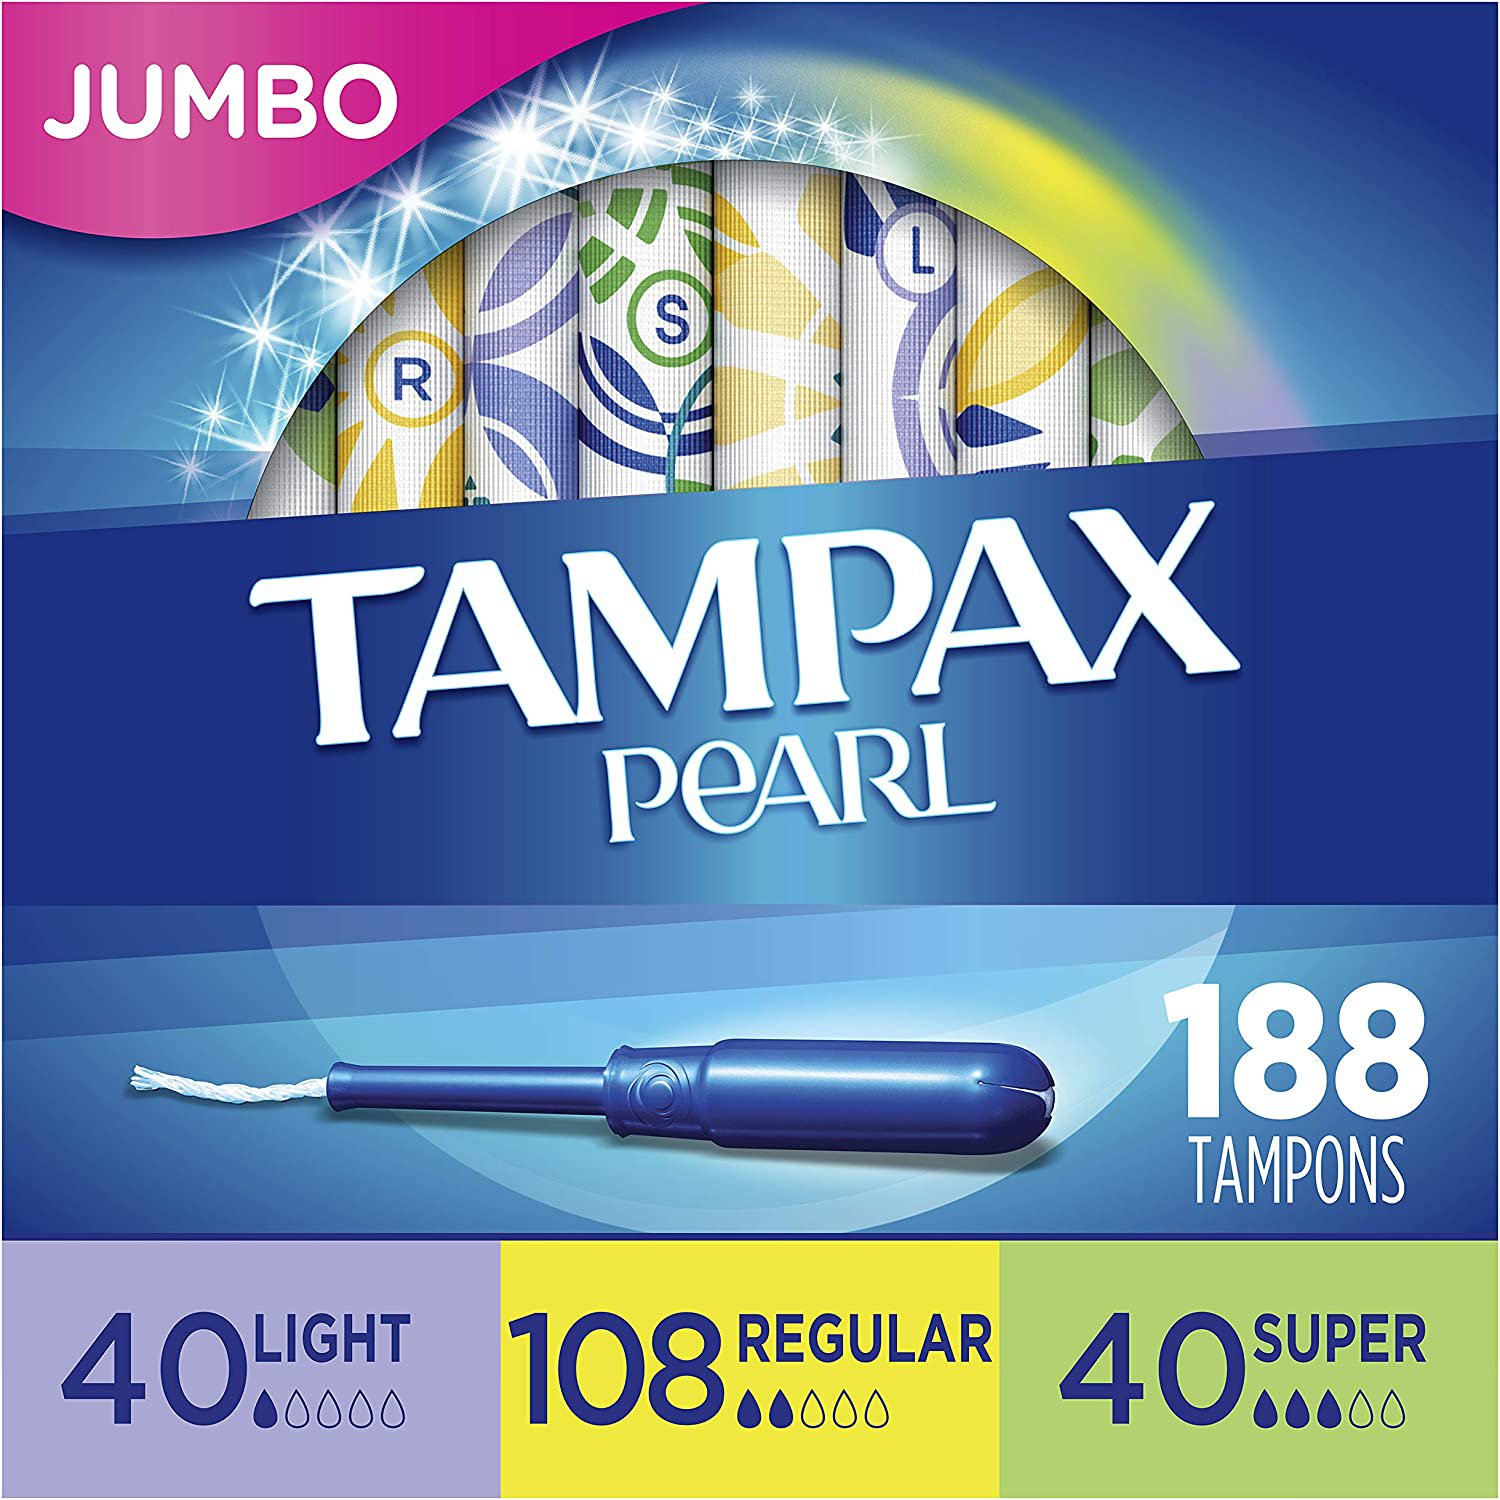 JUMBO
R
S
L
TAMPAX
PEARL
188
TAMPONS
40 LIGHT
108 REGULAR
40 SUPER